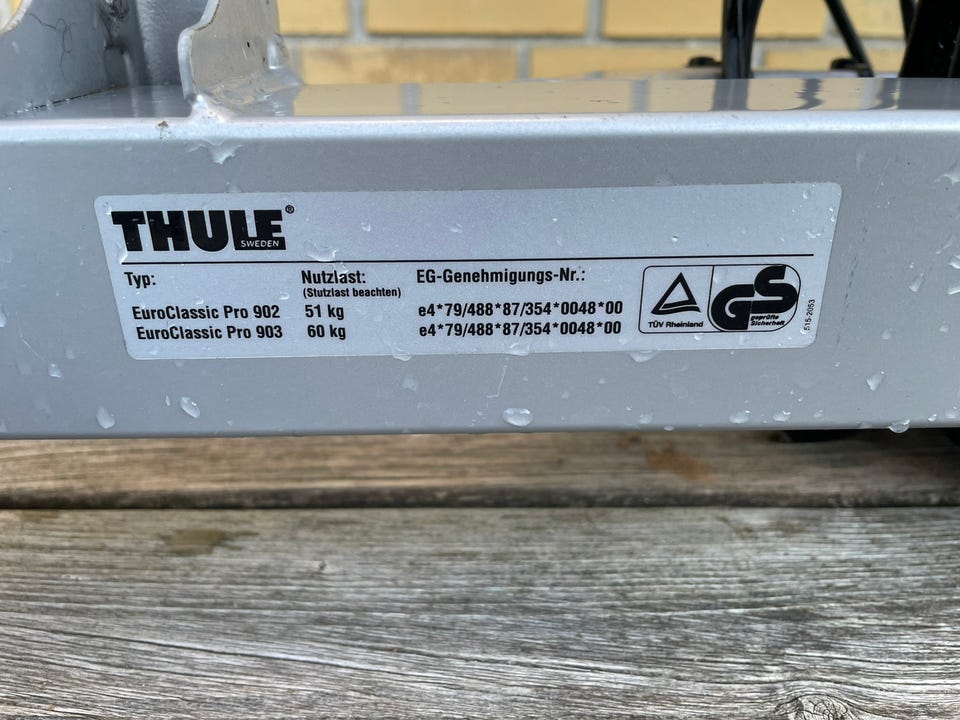 THULE®
SWEDEN
Typ: Nutzlast: EG-Genehmigungs-Nr.:
(Stutzlast beachten)
EuroClassic Pro 902 51 kg e4*79/488*87/354*0048*00
EuroClassic Pro 903 60 kg e4*79/488*87/354*0048*00
TÜV Rheinland
GS
geprüfte
Sicherheit
515-2053